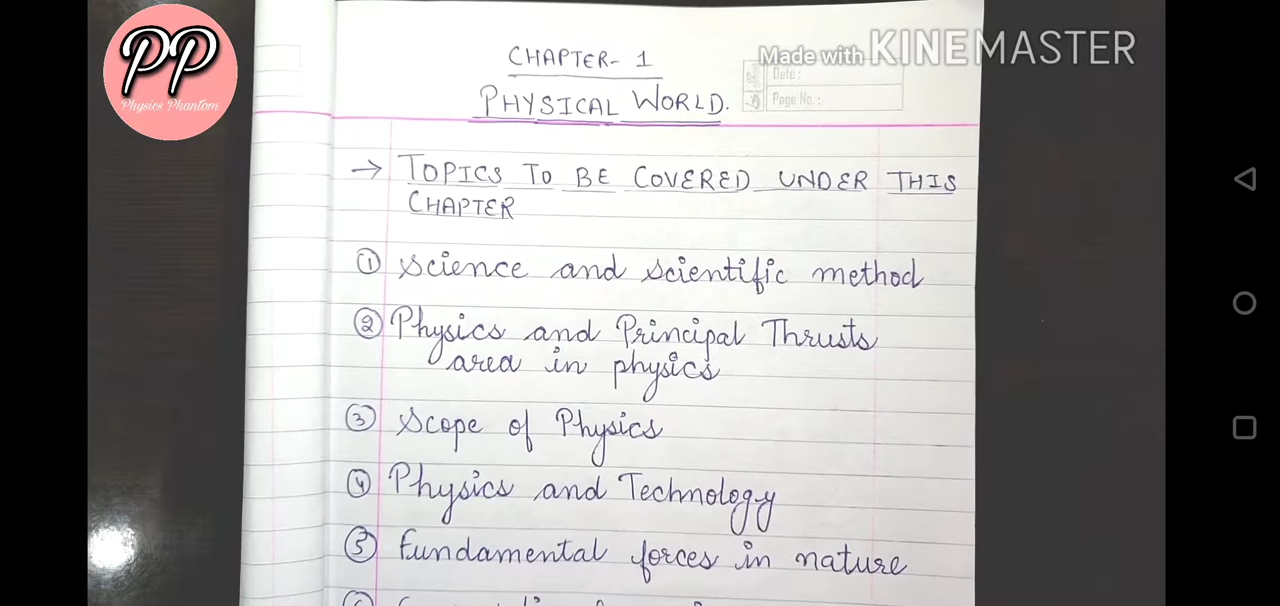 PP
Physics Phantom
Made with KINEMASTER
Date :
Page No. :
CHAPTER- 1
PHYSICAL WORLD.
→ TOPICS TO BE COVERED UNDER THIS
CHAPTER
① Science and scientific method
② Physics and Principal Thrusts
area in physics
③ Scope of Physics
④ Physics and Technology
⑤ Fundamental forces in nature